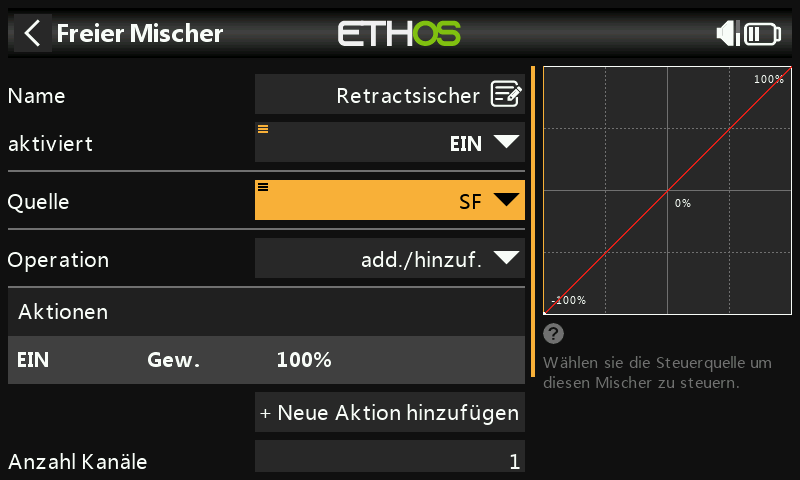 Freier Mischer
ETHOS
Name Retractsischer
aktiviert EIN
Quelle SF
Operation add./hinzuf.
Aktionen
EIN Gew. 100%
+ Neue Aktion hinzufügen
Anzahl Kanäle 1
100%
0%
-100%
?
Wählen sie die Steuerquelle um
diesen Mischer zu steuern.